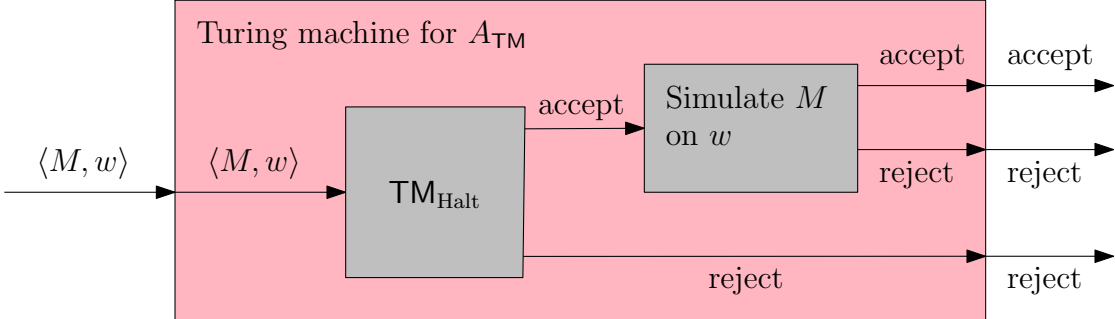 Turing machine for A_TM
accept
accept
Simulate M
on w
accept
⟨M, w⟩
⟨M, w⟩
TM_Halt
reject
reject
reject
reject